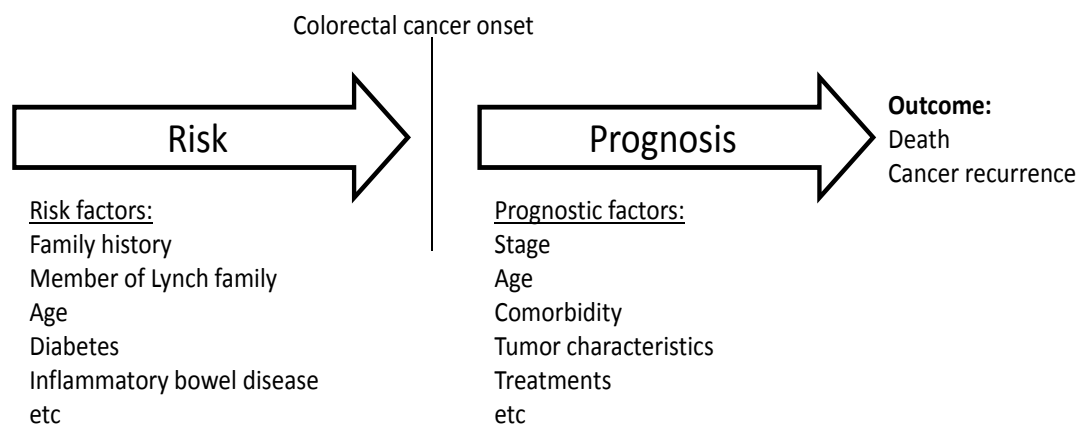 Colorectal cancer onset
Risk
Prognosis
Outcome:
Death
Cancer recurrence
Risk factors:
Family history
Member of Lynch family
Age
Diabetes
Inflammatory bowel disease
etc
Prognostic factors:
Stage
Age
Comorbidity
Tumor characteristics
Treatments
etc